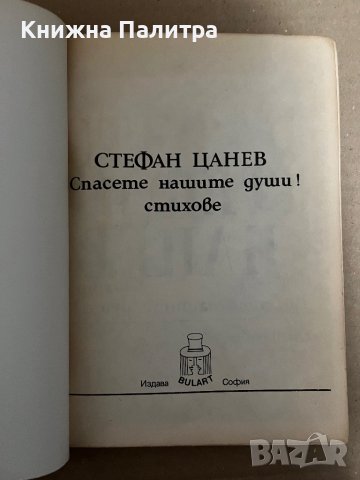 Книжна Палитра
СТЕФАН ЦАНЕВ
Спасете нашите души!
стихове
Издава BULART София
BAZAR